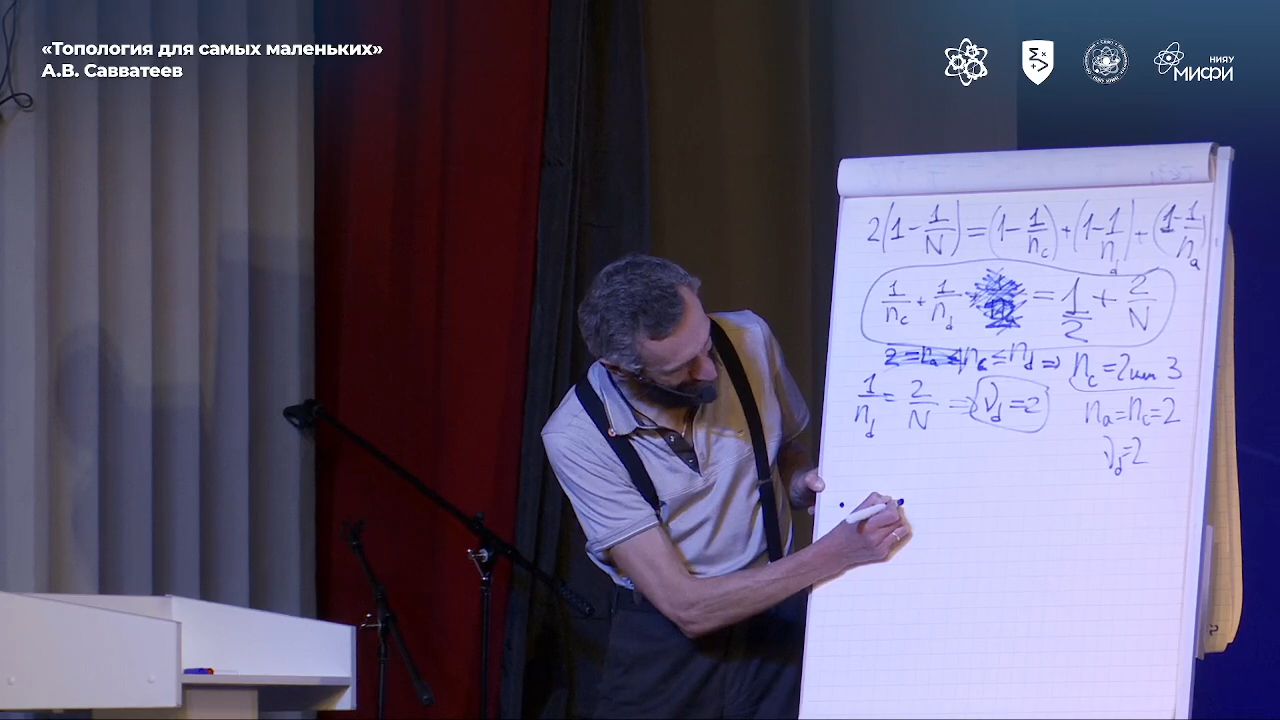 «Топология для самых маленьких»
А.В. Савватеев
нияу
мифи
2(1-1/N)=(1-1/n_c)+(1-1/n_d)+(1-1/n_a)
1/n_c+1/n_d=1/2+2/N
2=n_a≤n_c≤n_d⇒ n_c=2 или 3
1/n_d=2/N⇒ν_d=2
n_a=n_c=2
ν_d=2